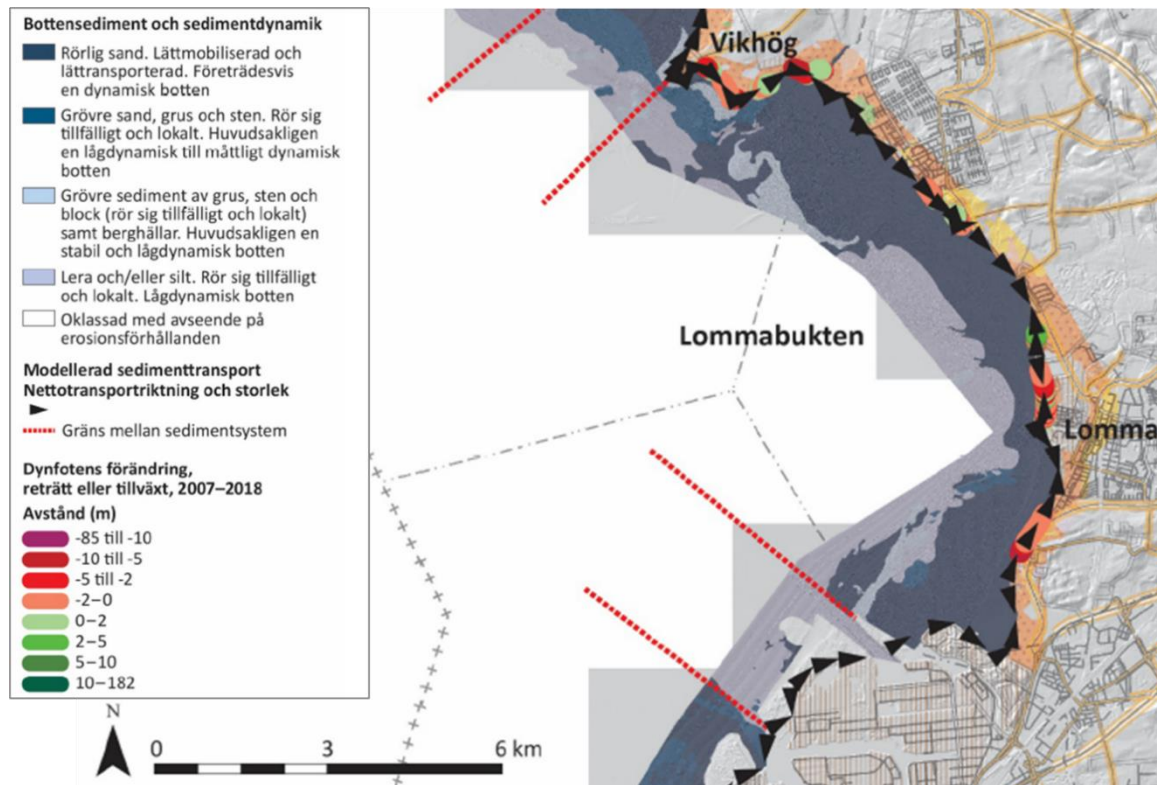 Bottensediment och sedimentdynamik
Rörlig sand. Lättmobiliserad och
lättransporterad. Företrädesvis
en dynamisk botten
Grövre sand, grus och sten. Rör sig
tillfälligt och lokalt. Huvudsakligen
en lågdynamisk till måttligt dynamisk
botten
Grövre sediment av grus, sten och
block (rör sig tillfälligt och lokalt)
samt berghällar. Huvudsakligen en
stabil och lågdynamisk botten
Lera och/eller silt. Rör sig tillfälligt
och lokalt. Lågdynamisk botten
Oklassad med avseende på
erosionsförhållanden
Modellerad sedimenttransport
Nettotransportriktning och storlek
Gräns mellan sedimentsystem
Dynfotens förändring,
reträtt eller tillväxt, 2007–2018
Avstånd (m)
-85 till -10
-10 till -5
-5 till -2
-2–0
0–2
2–5
5–10
10–182
N
0 3 6 km
Vikhög
Lommabukten
Lomma